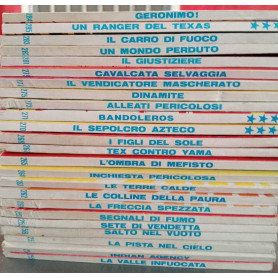 GERONIMO!
UN RANGER DEL TEXAS
IL CARRO DI FUOCO
UN MONDO PERDUTO
IL GIUSTIZIERE
CAVALCATA SELVAGGIA
IL VENDICATORE MASCHERATO
DINAMITE
ALLEATI PERICOLOSI
BANDOLEROS
IL SEPOLCRO AZTECO
I FIGLI DEL SOLE
TEX CONTRO YAMA
L'OMBRA DI MEFISTO
INCHIESTA PERICOLOSA
LE TERRE CALDE
LE COLLINE DELLA PAURA
LA FRECCIA SPEZZATA
SEGNALI DI FUMO
SETE DI VENDETTA
SALTO NEL VUOTO
LA PISTA NEL CIELO
INDIAN AGENCY
LA VALLE INFUOCATA